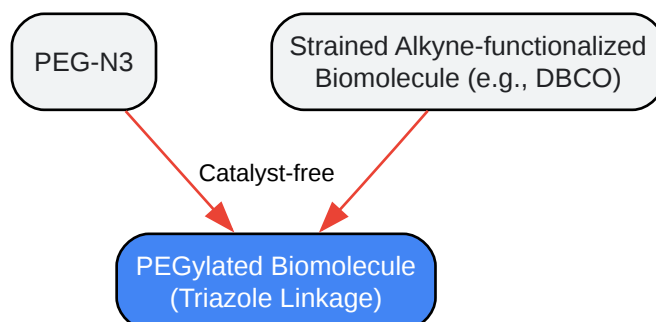 PEG-N3
Strained Alkyne-functionalized
Biomolecule (e.g., DBCO)
Catalyst-free
PEGylated Biomolecule
(Triazole Linkage)